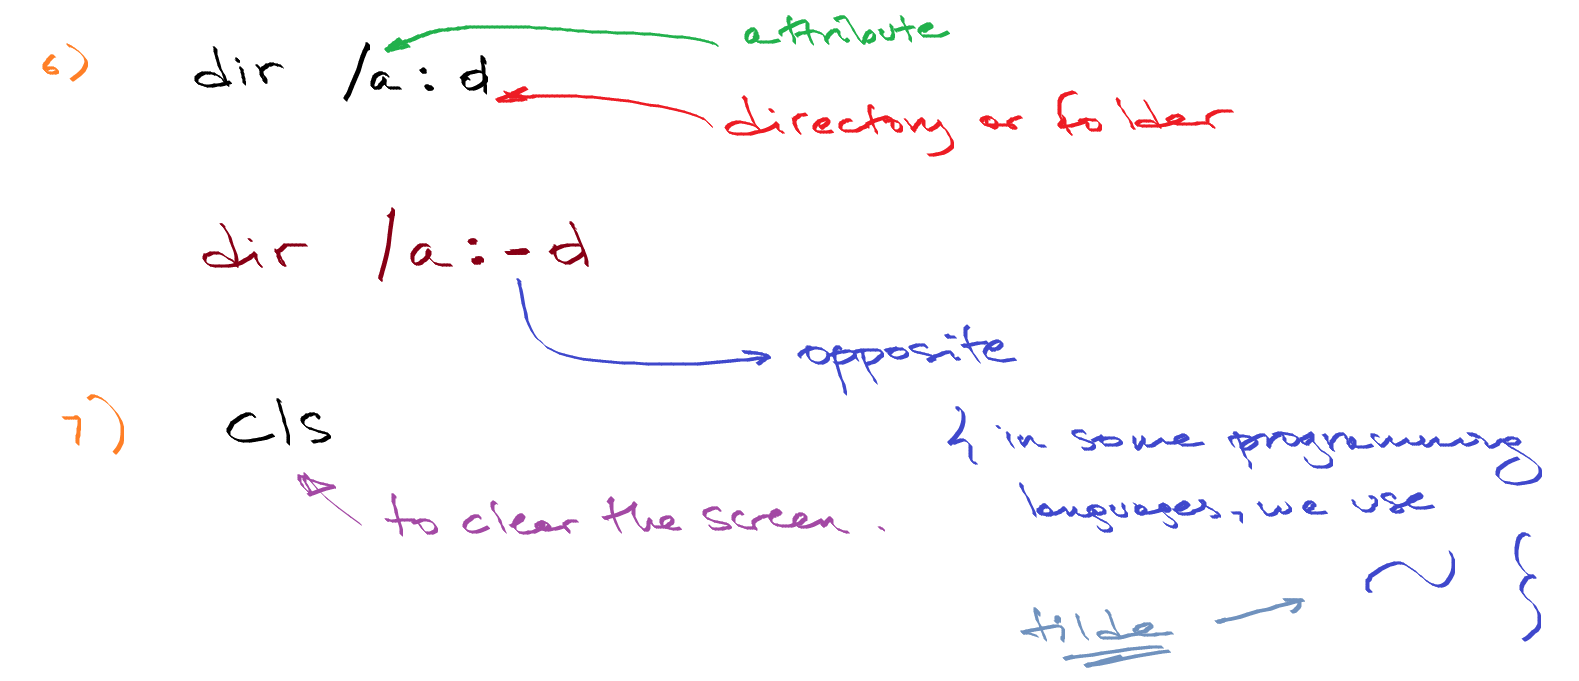 6) dir /a:d
attribute
directory or folder
dir /a:-d
opposite
{ in some programming
languages, we use
~ }
tilde
7) cls
to clear the screen.